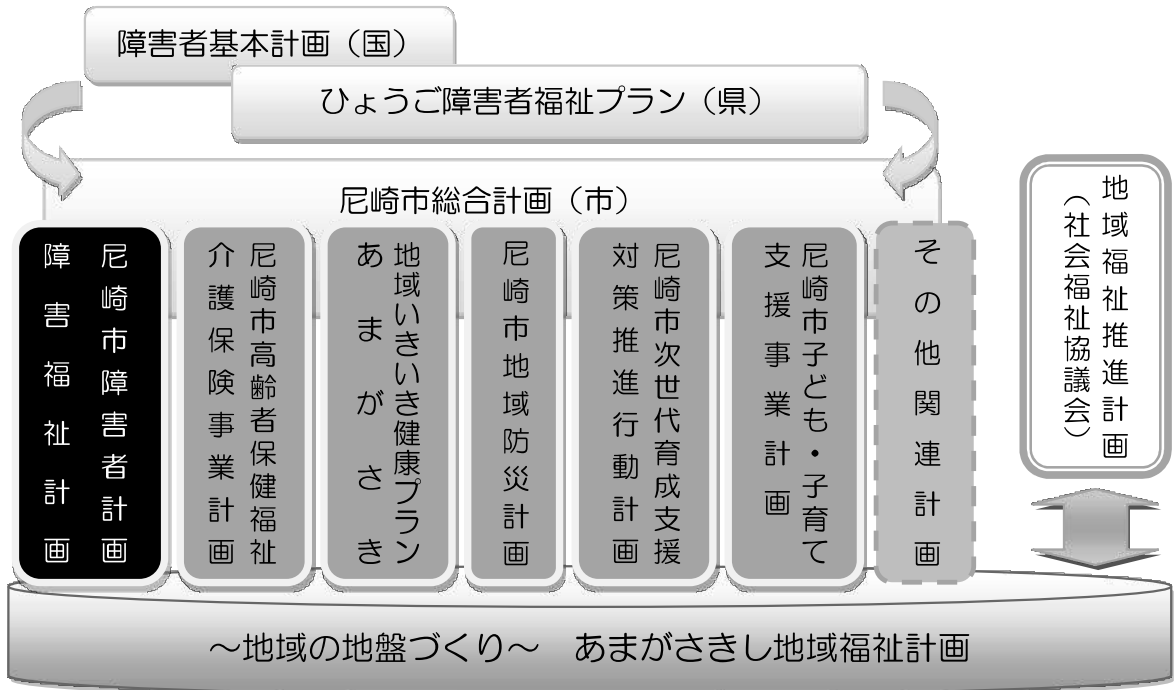 障害者基本計画（国）
ひょうご障害者福祉プラン（県）
尼崎市総合計画（市）
尼崎市障害者計画
障害福祉計画
尼崎市高齢者保健福祉
介護保険事業計画
地域いきいき健康プラン
あまがさき
尼崎市地域防災計画
尼崎市次世代育成支援
対策推進行動計画
尼崎市子ども・子育て
支援事業計画
その他関連計画
地域福祉推進計画
（社会福祉協議会）
～地域の地盤づくり～　あまがさきし地域福祉計画